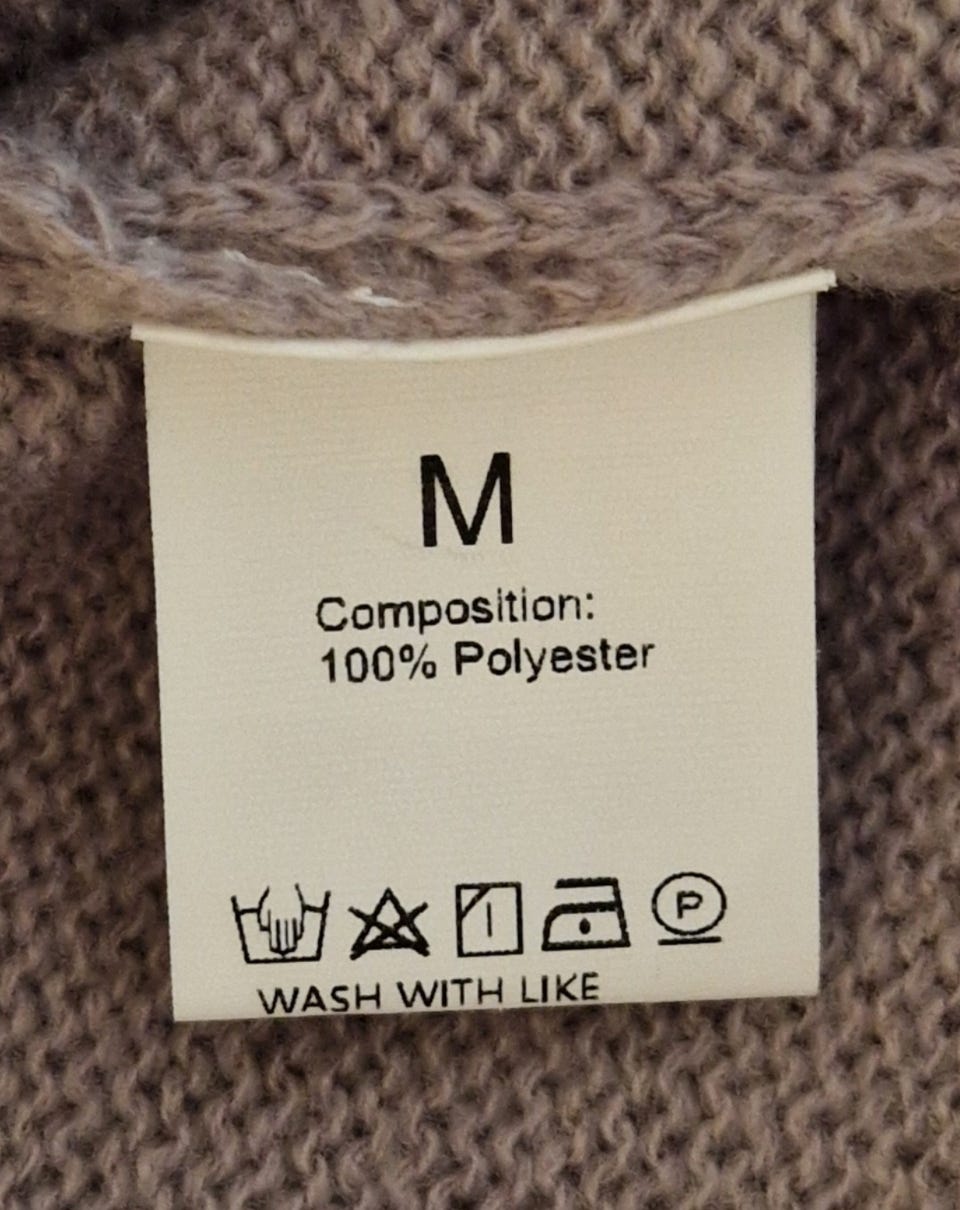 M
Composition:
100% Polyester
P
WASH WITH LIKE